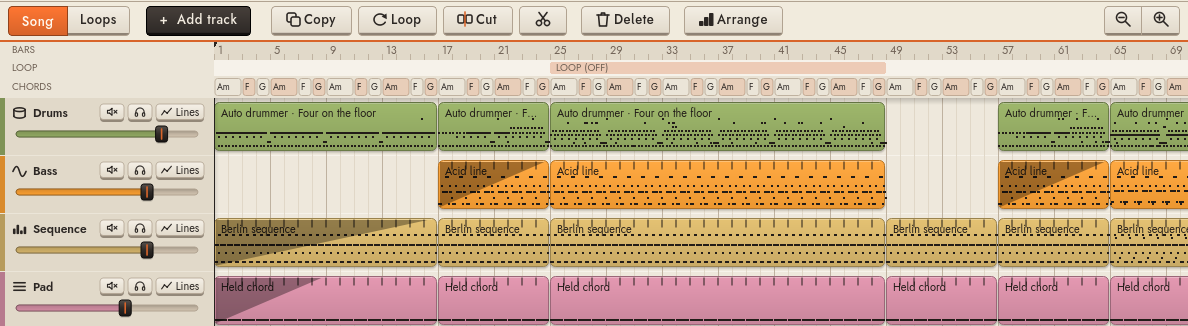 Song Loops + Add track Copy Loop Cut Delete Arrange
BARS 1 5 9 13 17 21 25 29 33 37 41 45 49 53 57 61 65 69
LOOP LOOP (OFF)
CHORDS Am F G Am F G Am F G Am F G Am F G Am F G Am F G Am F G Am F G Am F G Am F G Am F G Am F G Am F G Am F G Am F G Am F G Am
Drums Lines Auto drummer · Four on the floor Auto drummer · F... Auto drummer · Four on the floor Auto drummer · F... Auto drummer
Bass Lines Acid line Acid line Acid line Acid line
Sequence Lines Berlin sequence Berlin sequence Berlin sequence Berlin sequence Berlin sequence Berlin sequence
Pad Lines Held chord Held chord Held chord Held chord Held chord Held chord